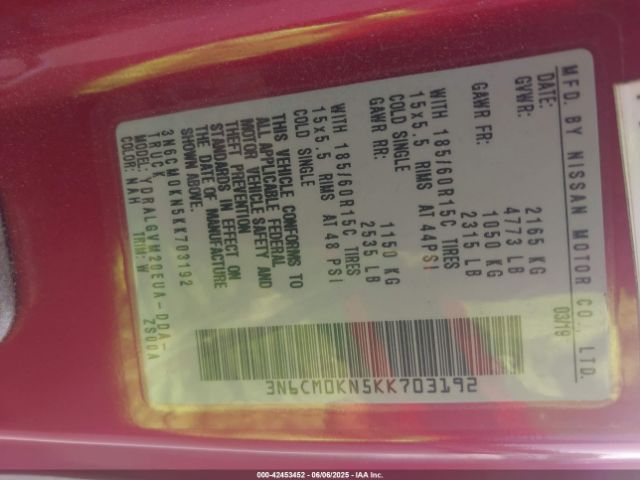 MFD. BY NISSAN MOTOR CO., LTD.
DATE: 03/19
GVWR: 2165 KG
4773 LB
GAWR FR: 1050 KG
2315 LB
WITH 185/60R15C TIRES
15x5.5 RIMS AT 44PSI
COLD SINGLE
GAWR RR: 1150 KG
2535 LB
WITH 185/60R15C TIRES
15x5.5 RIMS AT 48 PSI
COLD SINGLE
THIS VEHICLE CONFORMS TO
ALL APPLICABLE FEDERAL
MOTOR VEHICLE SAFETY AND
THEFT PREVENTION
STANDARDS IN EFFECT ON
THE DATE OF MANUFACTURE
SHOWN ABOVE.
3N6CM0KN5KK703192
TRUCK
MODEL: YDRALGVM20EUA-DDA-
ZS00A
COLOR: NAH TRIM: W
3N6CM0KN5KK703192
000-42453452 | 06/06/2025 - IAA Inc.